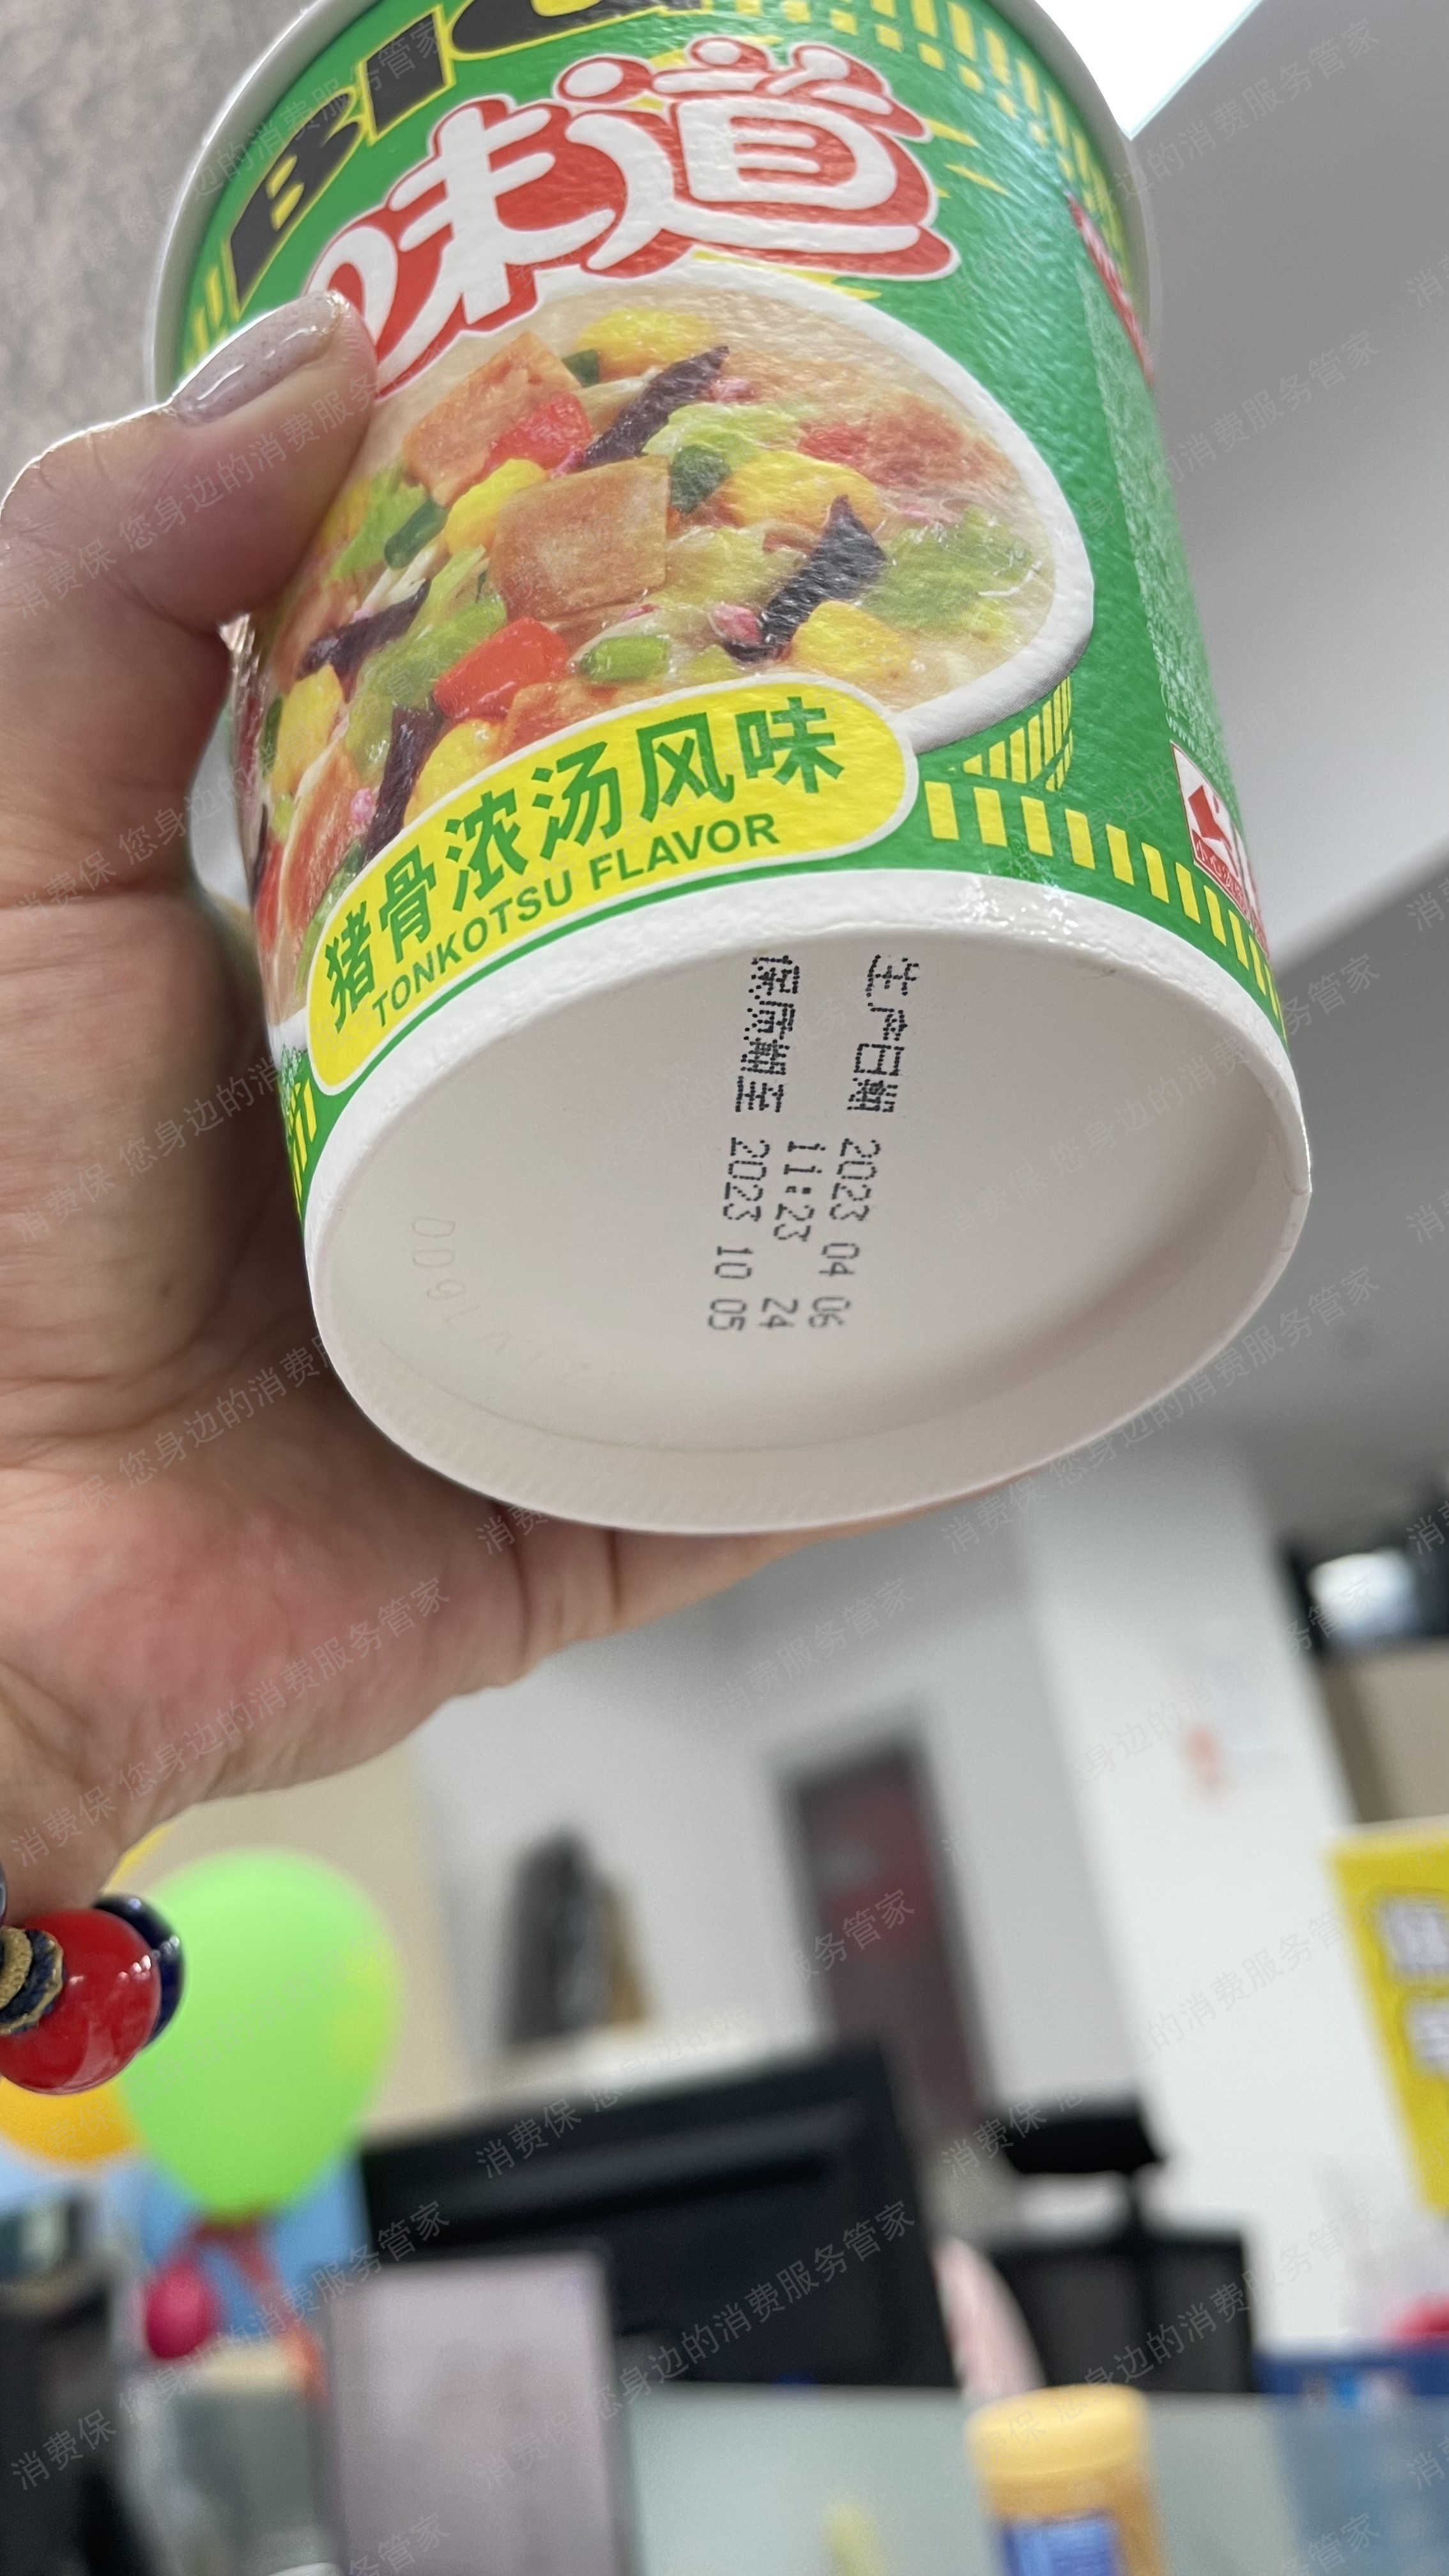 BIG
味道
猪骨浓汤风味
TONKOTSU FLAVOR
生产日期 2023 04 06
11:23 24
保质期至 2023 10 05
消费保 您身边的消费服务管家